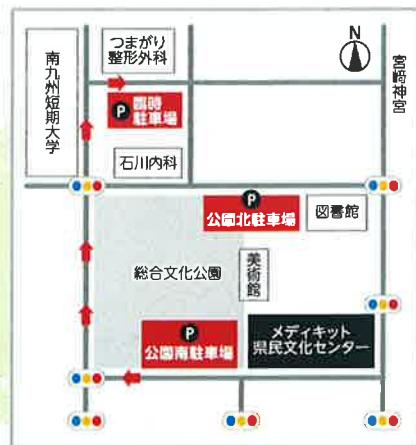 つまがり
整形外科
N
南九州短期大学
宮崎神宮
P 臨時
駐車場
石川内科
P
公園北駐車場
図書館
総合文化公園
美術館
P
公園南駐車場
メディキット
県民文化センター